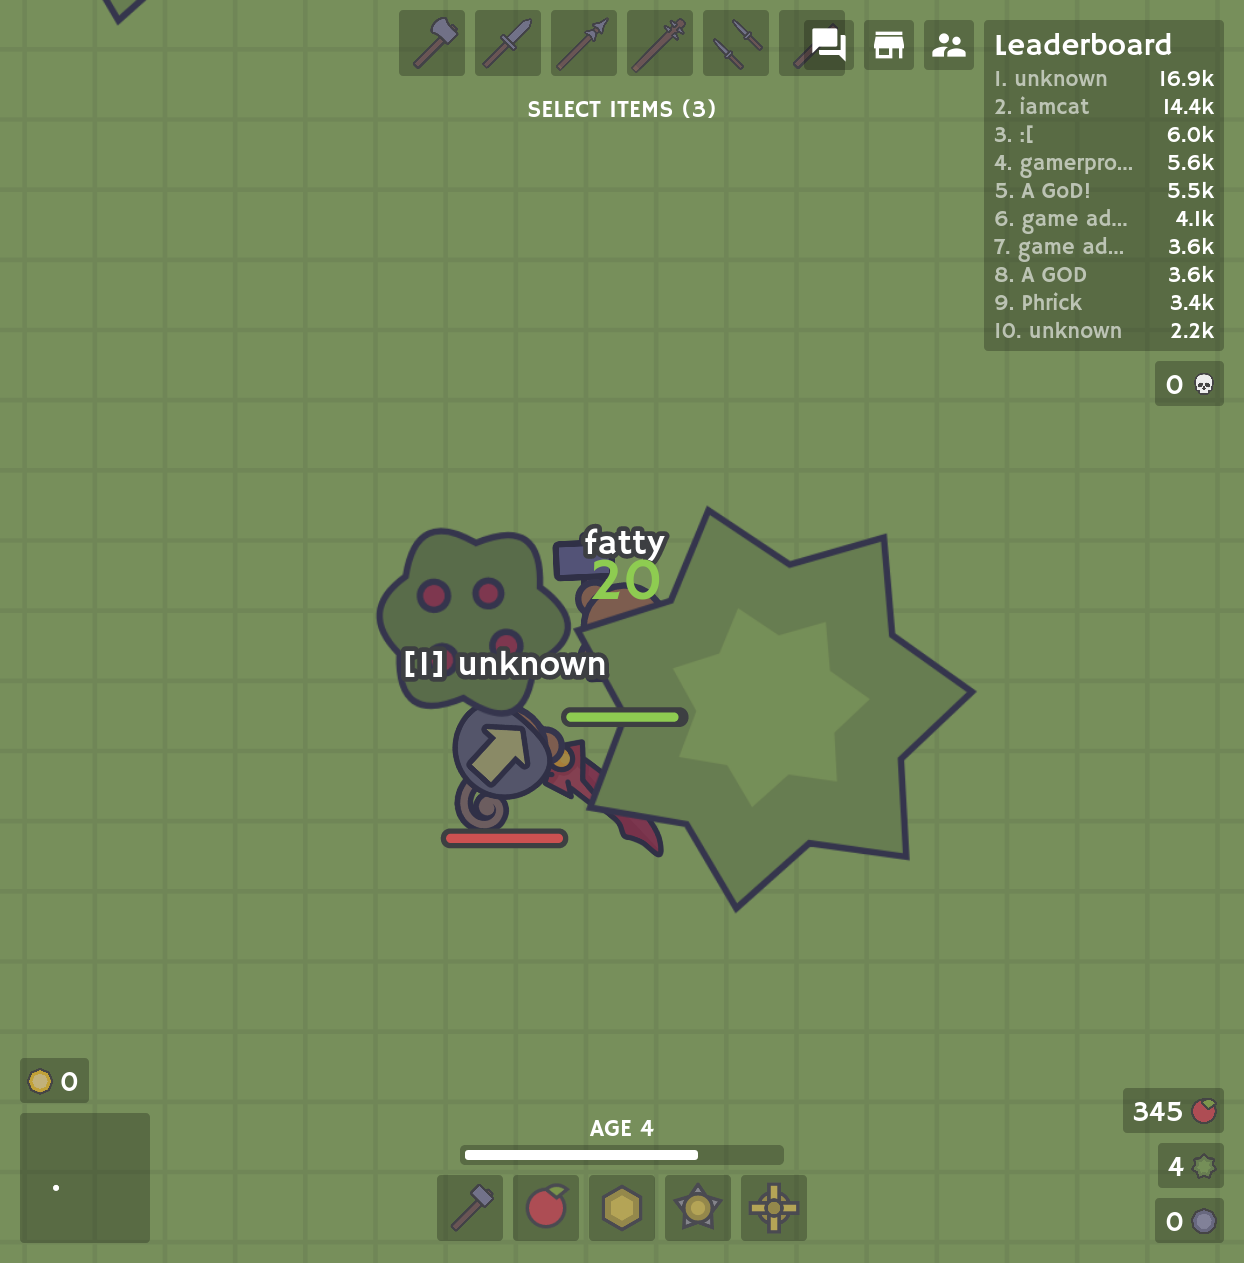 SELECT ITEMS (3)
Leaderboard
1. unknown 16.9k
2. iamcat 14.4k
3. :[ 6.0k
4. gamerpro... 5.6k
5. A GoD! 5.5k
6. game ad... 4.1k
7. game ad... 3.6k
8. A GOD 3.6k
9. Phrick 3.4k
10. unknown 2.2k
0
fatty
20
[I] unknown
0
345
4
0
AGE 4